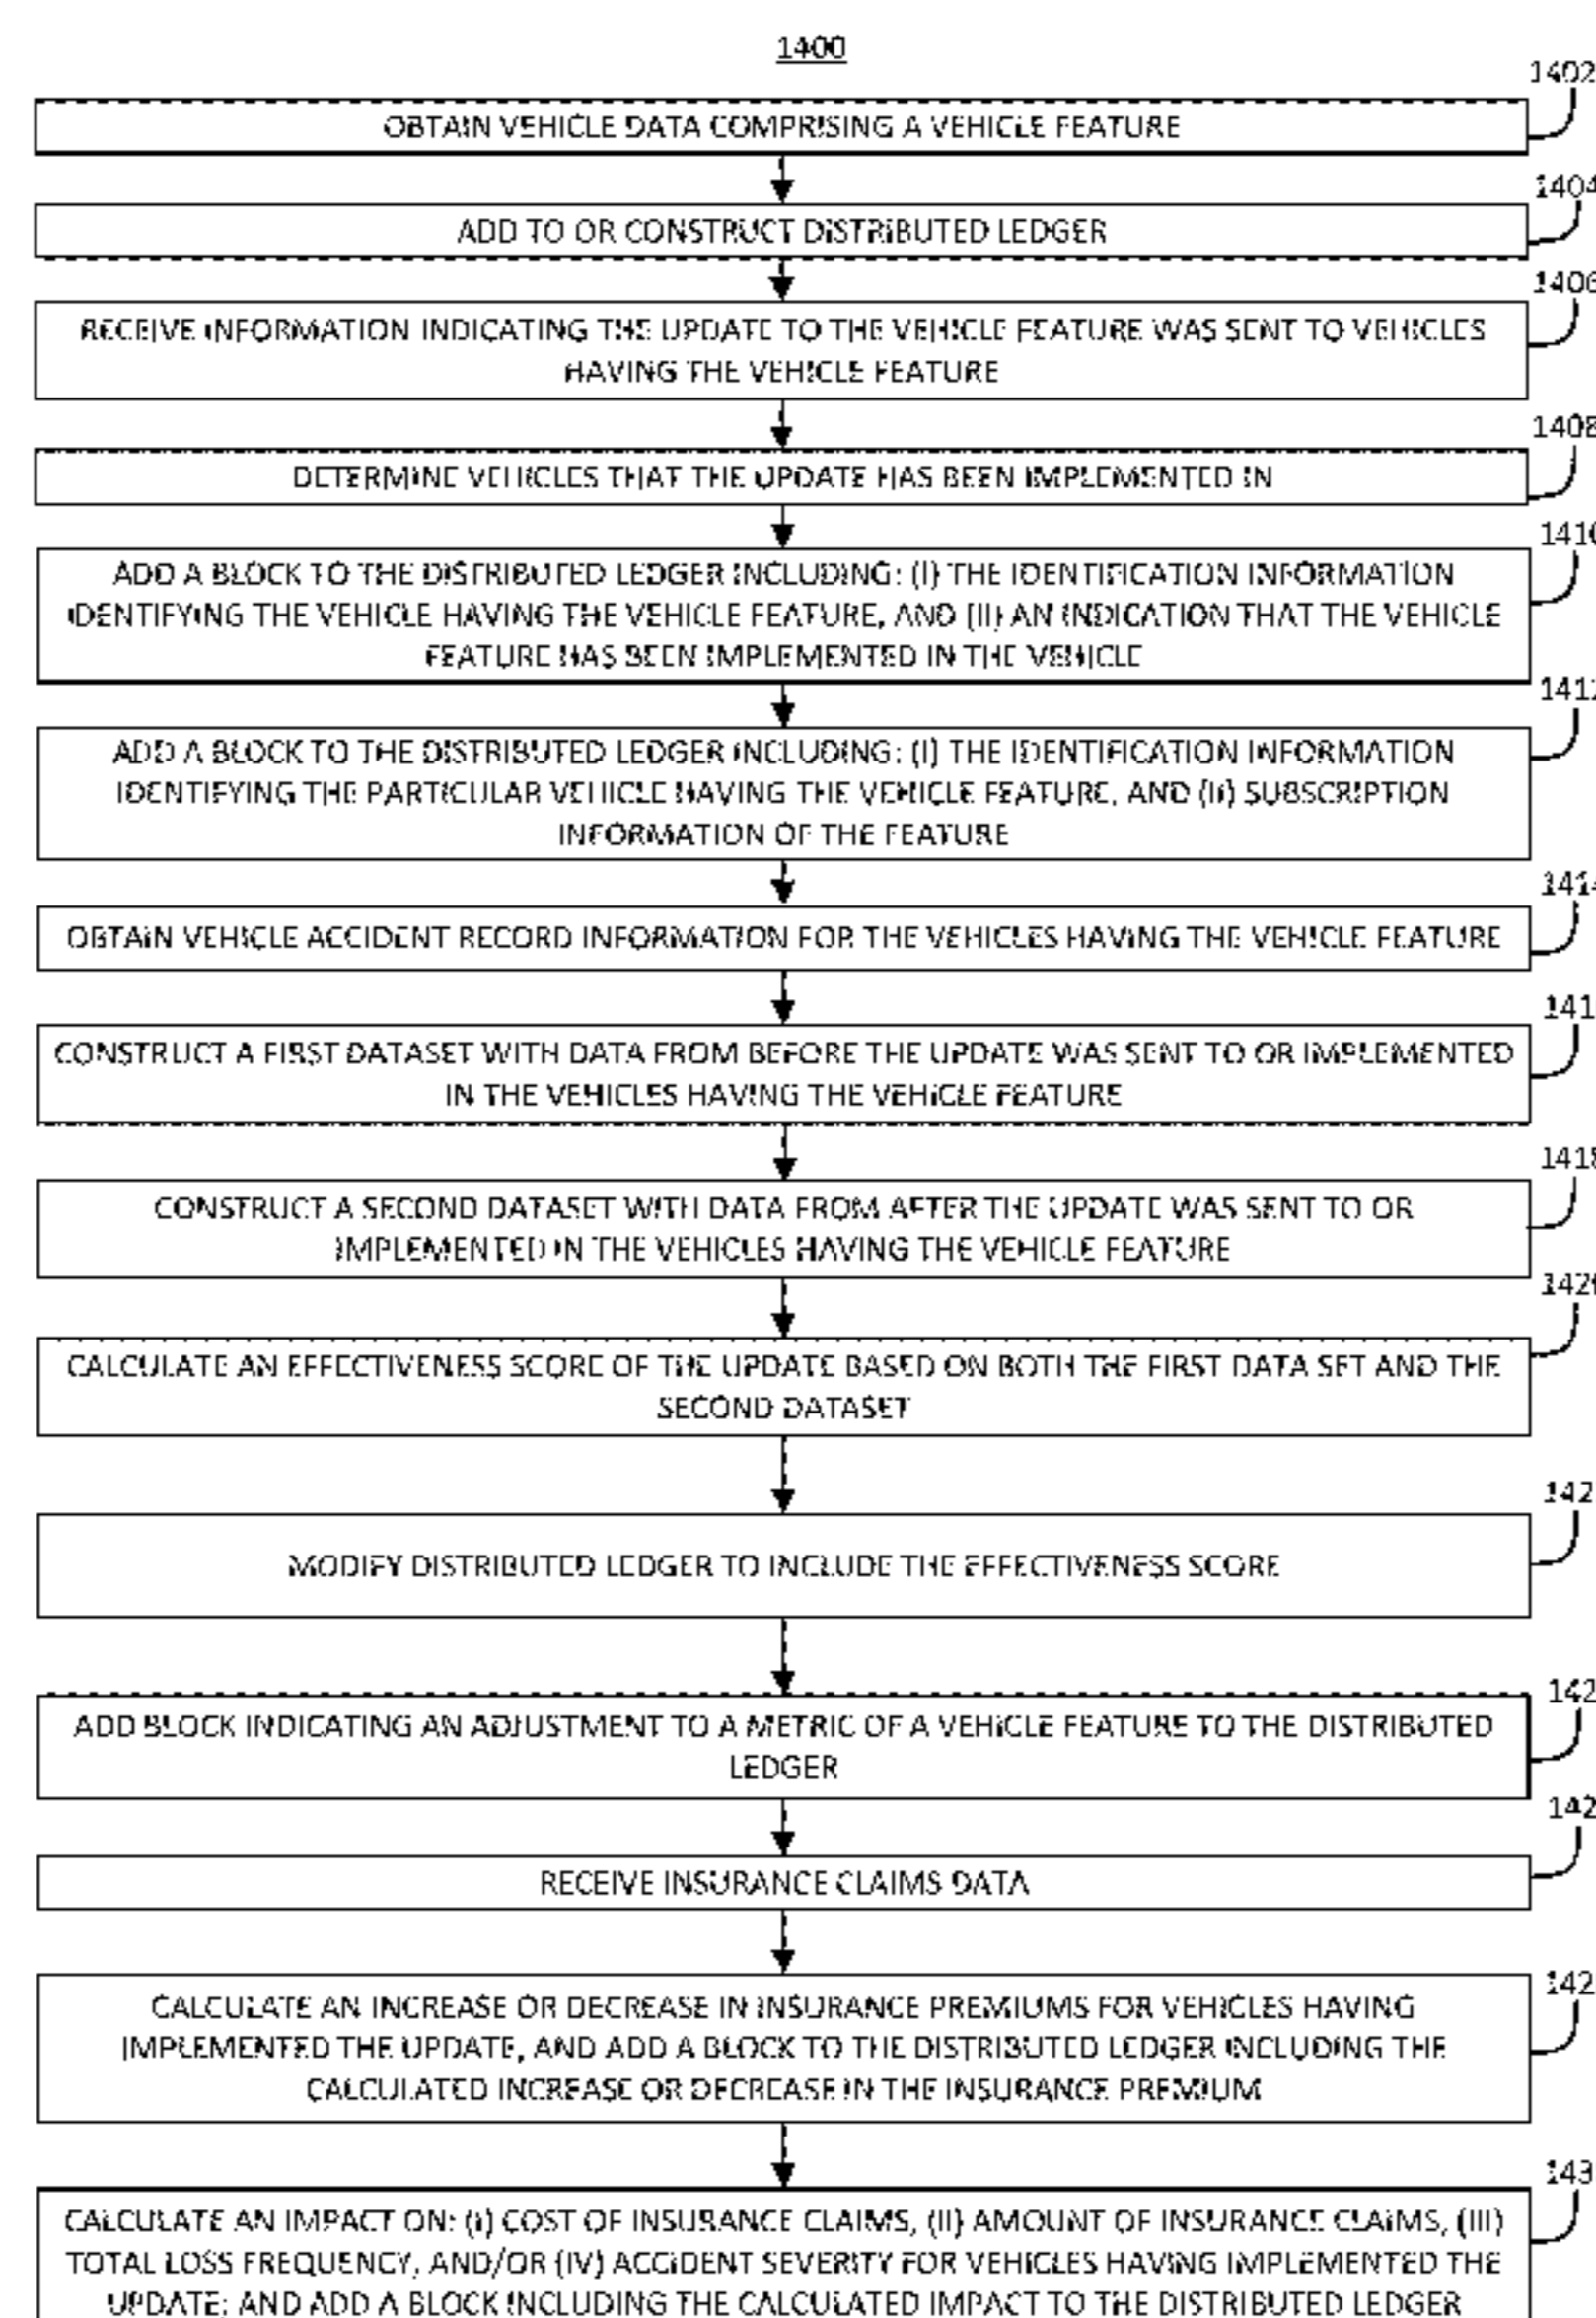 1400
1402
OBTAIN VEHICLE DATA COMPRISING A VEHICLE FEATURE
1404
ADD TO OR CONSTRUCT DISTRIBUTED LEDGER
1406
RECEIVE INFORMATION INDICATING THE UPDATE TO THE VEHICLE FEATURE WAS SENT TO VEHICLES
HAVING THE VEHICLE FEATURE
1408
DETERMINE VEHICLES THAT THE UPDATE HAS BEEN IMPLEMENTED IN
1410
ADD A BLOCK TO THE DISTRIBUTED LEDGER INCLUDING: (I) THE IDENTIFICATION INFORMATION
IDENTIFYING THE VEHICLE HAVING THE VEHICLE FEATURE, AND (II) AN INDICATION THAT THE VEHICLE
FEATURE HAS BEEN IMPLEMENTED IN THE VEHICLE
1412
ADD A BLOCK TO THE DISTRIBUTED LEDGER INCLUDING: (I) THE IDENTIFICATION INFORMATION
IDENTIFYING THE PARTICULAR VEHICLE HAVING THE VEHICLE FEATURE, AND (II) SUBSCRIPTION
INFORMATION OF THE FEATURE
1414
OBTAIN VEHICLE ACCIDENT RECORD INFORMATION FOR THE VEHICLES HAVING THE VEHICLE FEATURE
141
CONSTRUCT A FIRST DATASET WITH DATA FROM BEFORE THE UPDATE WAS SENT TO OR IMPLEMENTED
IN THE VEHICLES HAVING THE VEHICLE FEATURE
1418
CONSTRUCT A SECOND DATASET WITH DATA FROM AFTER THE UPDATE WAS SENT TO OR
IMPLEMENTED IN THE VEHICLES HAVING THE VEHICLE FEATURE
1420
CALCULATE AN EFFECTIVENESS SCORE OF THE UPDATE BASED ON BOTH THE FIRST DATA SET AND THE
SECOND DATASET
142
MODIFY DISTRIBUTED LEDGER TO INCLUDE THE EFFECTIVENESS SCORE
142
ADD BLOCK INDICATING AN ADJUSTMENT TO A METRIC OF A VEHICLE FEATURE TO THE DISTRIBUTED
LEDGER
142
RECEIVE INSURANCE CLAIMS DATA
142
CALCULATE AN INCREASE OR DECREASE IN INSURANCE PREMIUMS FOR VEHICLES HAVING
IMPLEMENTED THE UPDATE, AND ADD A BLOCK TO THE DISTRIBUTED LEDGER INCLUDING THE
CALCULATED INCREASE OR DECREASE IN THE INSURANCE PREMIUM
143
CALCULATE AN IMPACT ON: (I) COST OF INSURANCE CLAIMS, (II) AMOUNT OF INSURANCE CLAIMS, (III)
TOTAL LOSS FREQUENCY, AND/OR (IV) ACCIDENT SEVERITY FOR VEHICLES HAVING IMPLEMENTED THE
UPDATE; AND ADD A BLOCK INCLUDING THE CALCULATED IMPACT TO THE DISTRIBUTED LEDGER